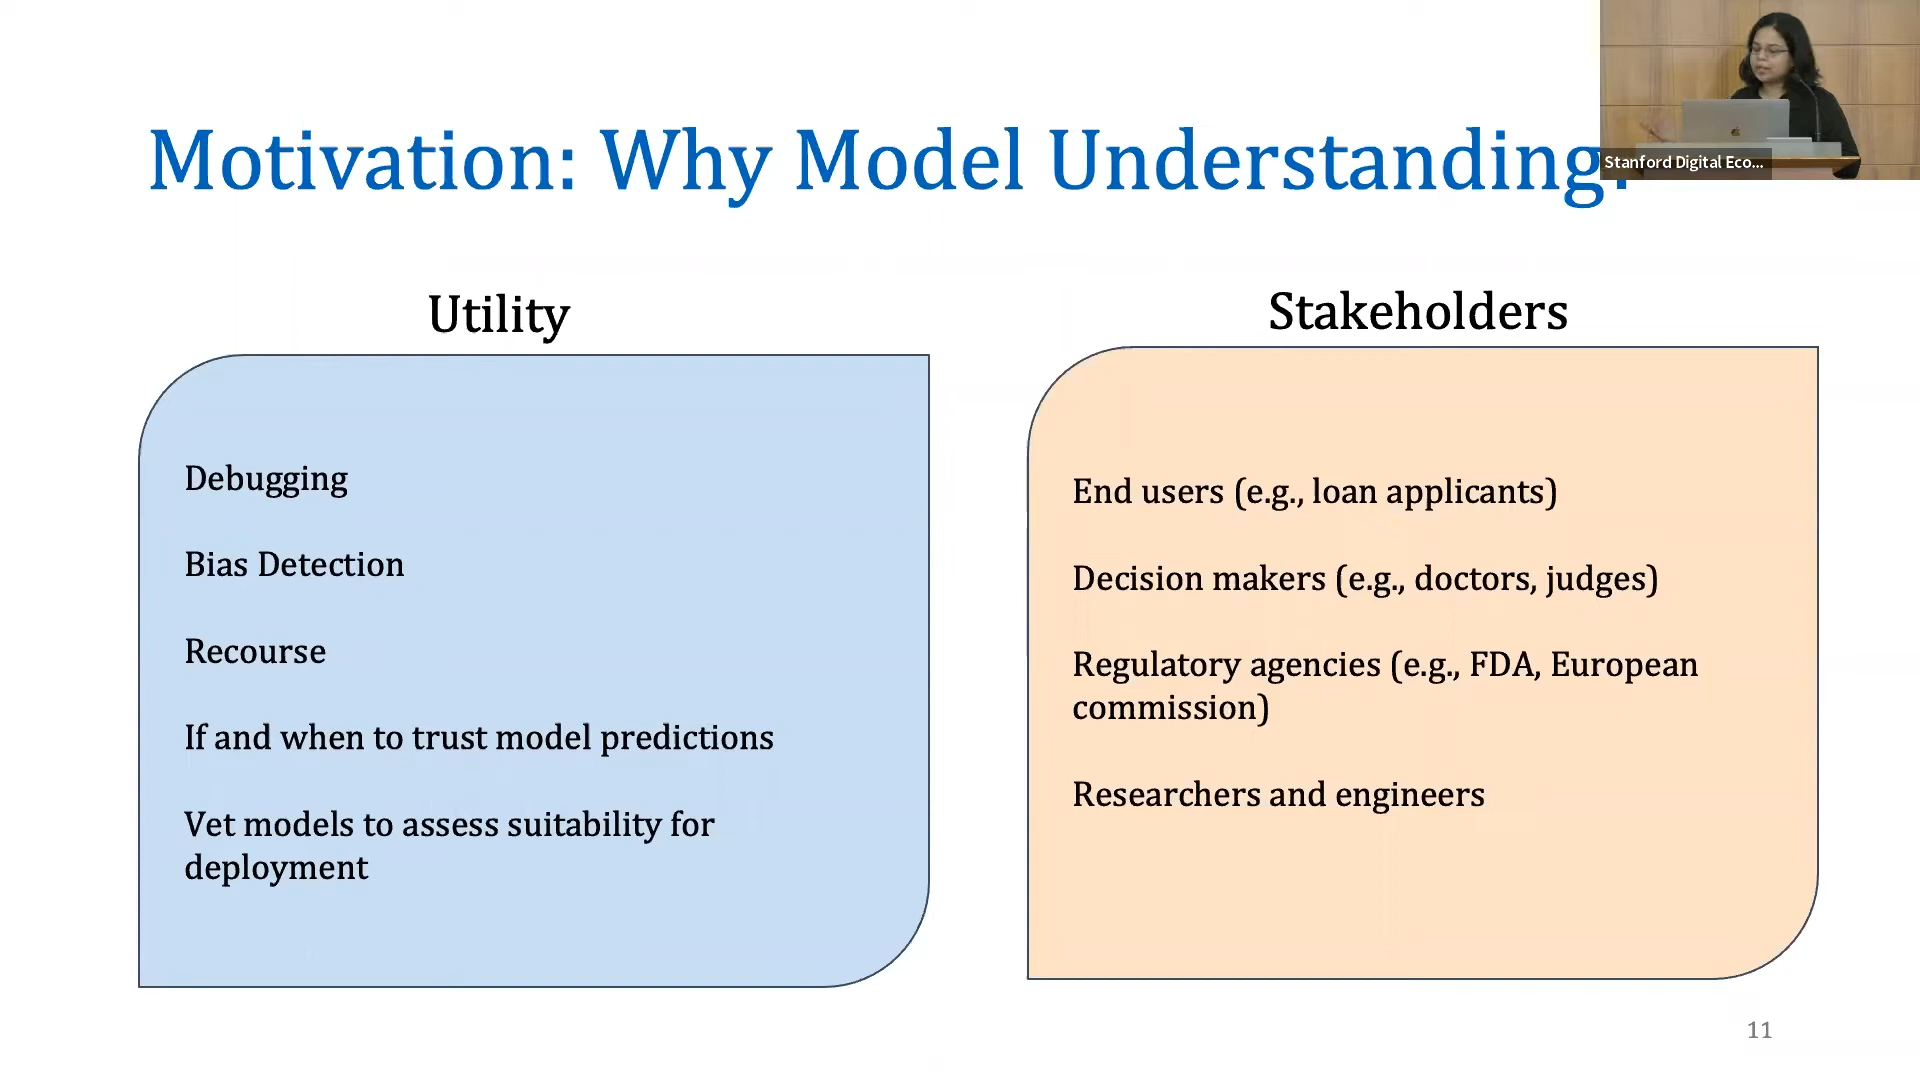 Motivation: Why Model Understanding?
Stanford Digital Eco...
Utility
Debugging
Bias Detection
Recourse
If and when to trust model predictions
Vet models to assess suitability for
deployment
Stakeholders
End users (e.g., loan applicants)
Decision makers (e.g., doctors, judges)
Regulatory agencies (e.g., FDA, European
commission)
Researchers and engineers
11